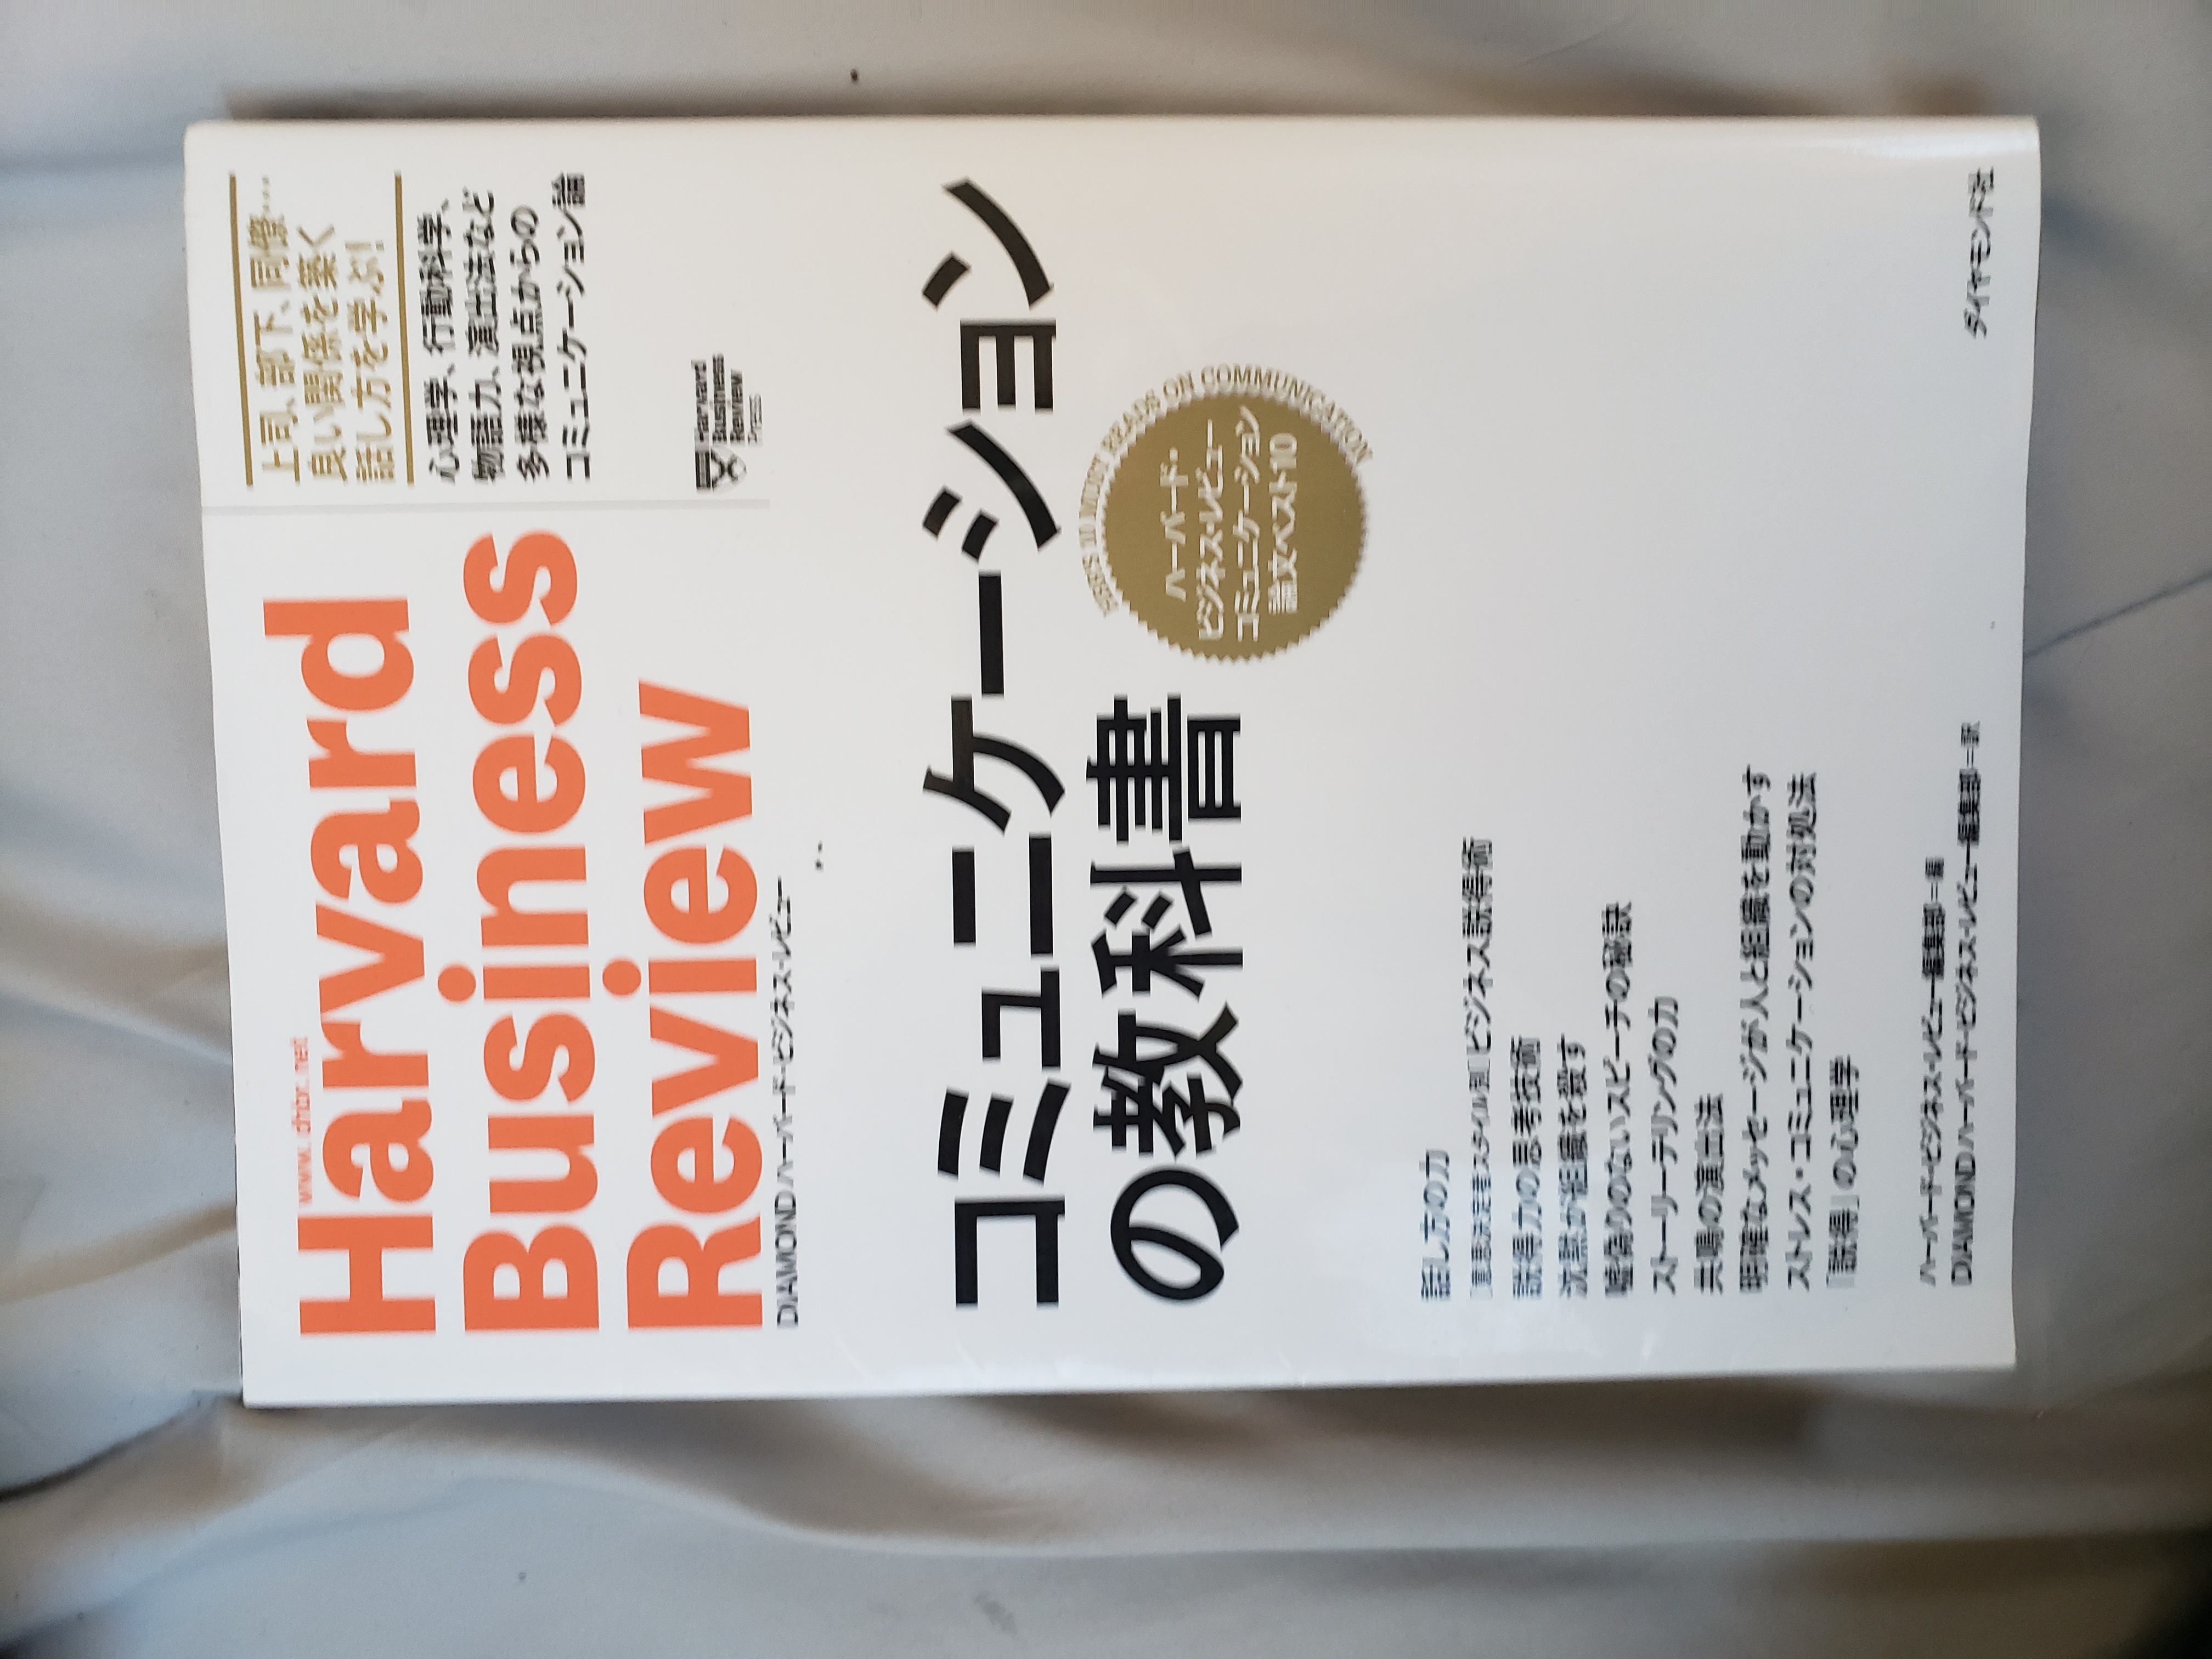 www.dhbr.net
Harvard
Business
Review
DIAMONDハーバード・ビジネス・レビュー
上司、部下、同僚…
良い関係を築く
話し方を学ぶ!
心理学、行動科学、
物語力、演出法など
多様な視点からの
コミュニケーション論
Harvard
Business
Review
PRESS
コミュニケーション
の教科書
HBR'S 10 MUST READS ON COMMUNICATION
ハーバード・
ビジネス・レビュー
コミュニケーション
論文ベスト10
話し方の力
[意思決定者スタイル別]ビジネス説得術
説得力の思考技術
沈黙が組織を殺す
嘘偽りのないスピーチの秘訣
ストーリーテリングの力
共鳴の演出法
明確なメッセージが人と組織を動かす
ストレス・コミュニケーションの対処法
「説得」の心理学
ハーバード・ビジネス・レビュー編集部=編
DIAMONDハーバード・ビジネス・レビュー編集部=訳
ダイヤモンド社